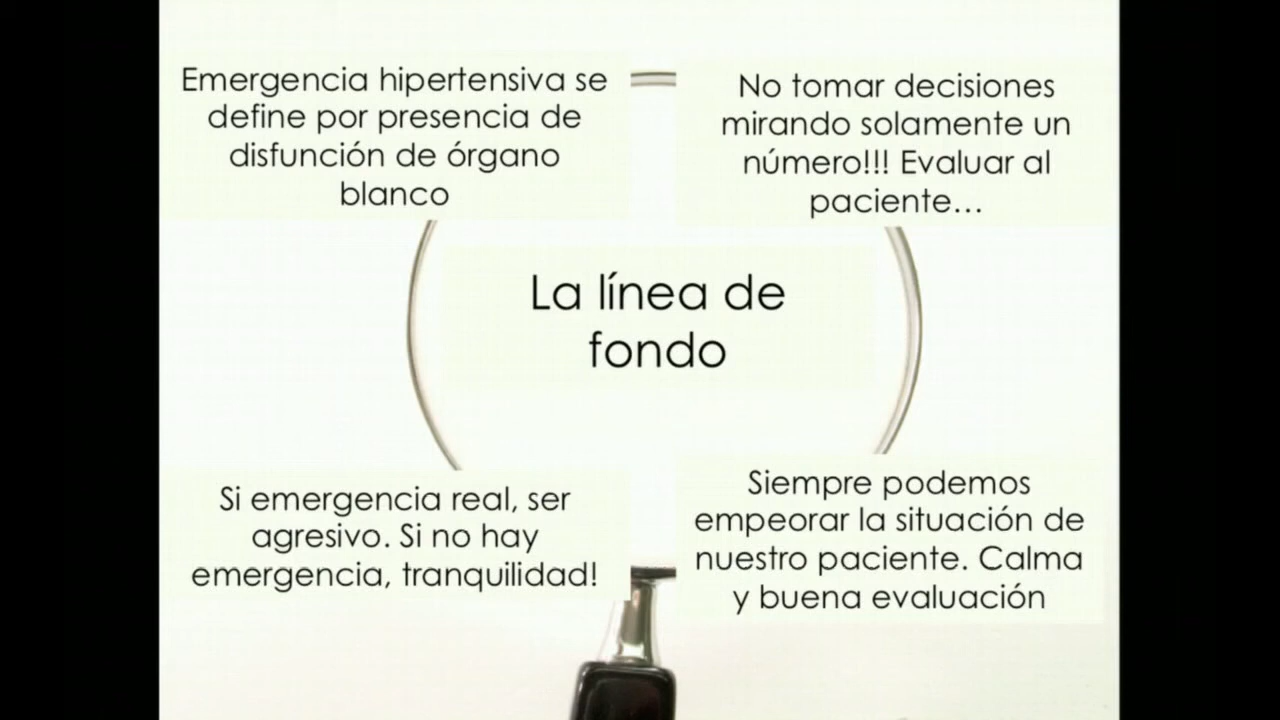 Emergencia hipertensiva se
define por presencia de
disfunción de órgano
blanco
No tomar decisiones
mirando solamente un
número!!! Evaluar al
paciente...
La línea de
fondo
Si emergencia real, ser
agresivo. Si no hay
emergencia, tranquilidad!
Siempre podemos
empeorar la situación de
nuestro paciente. Calma
y buena evaluación